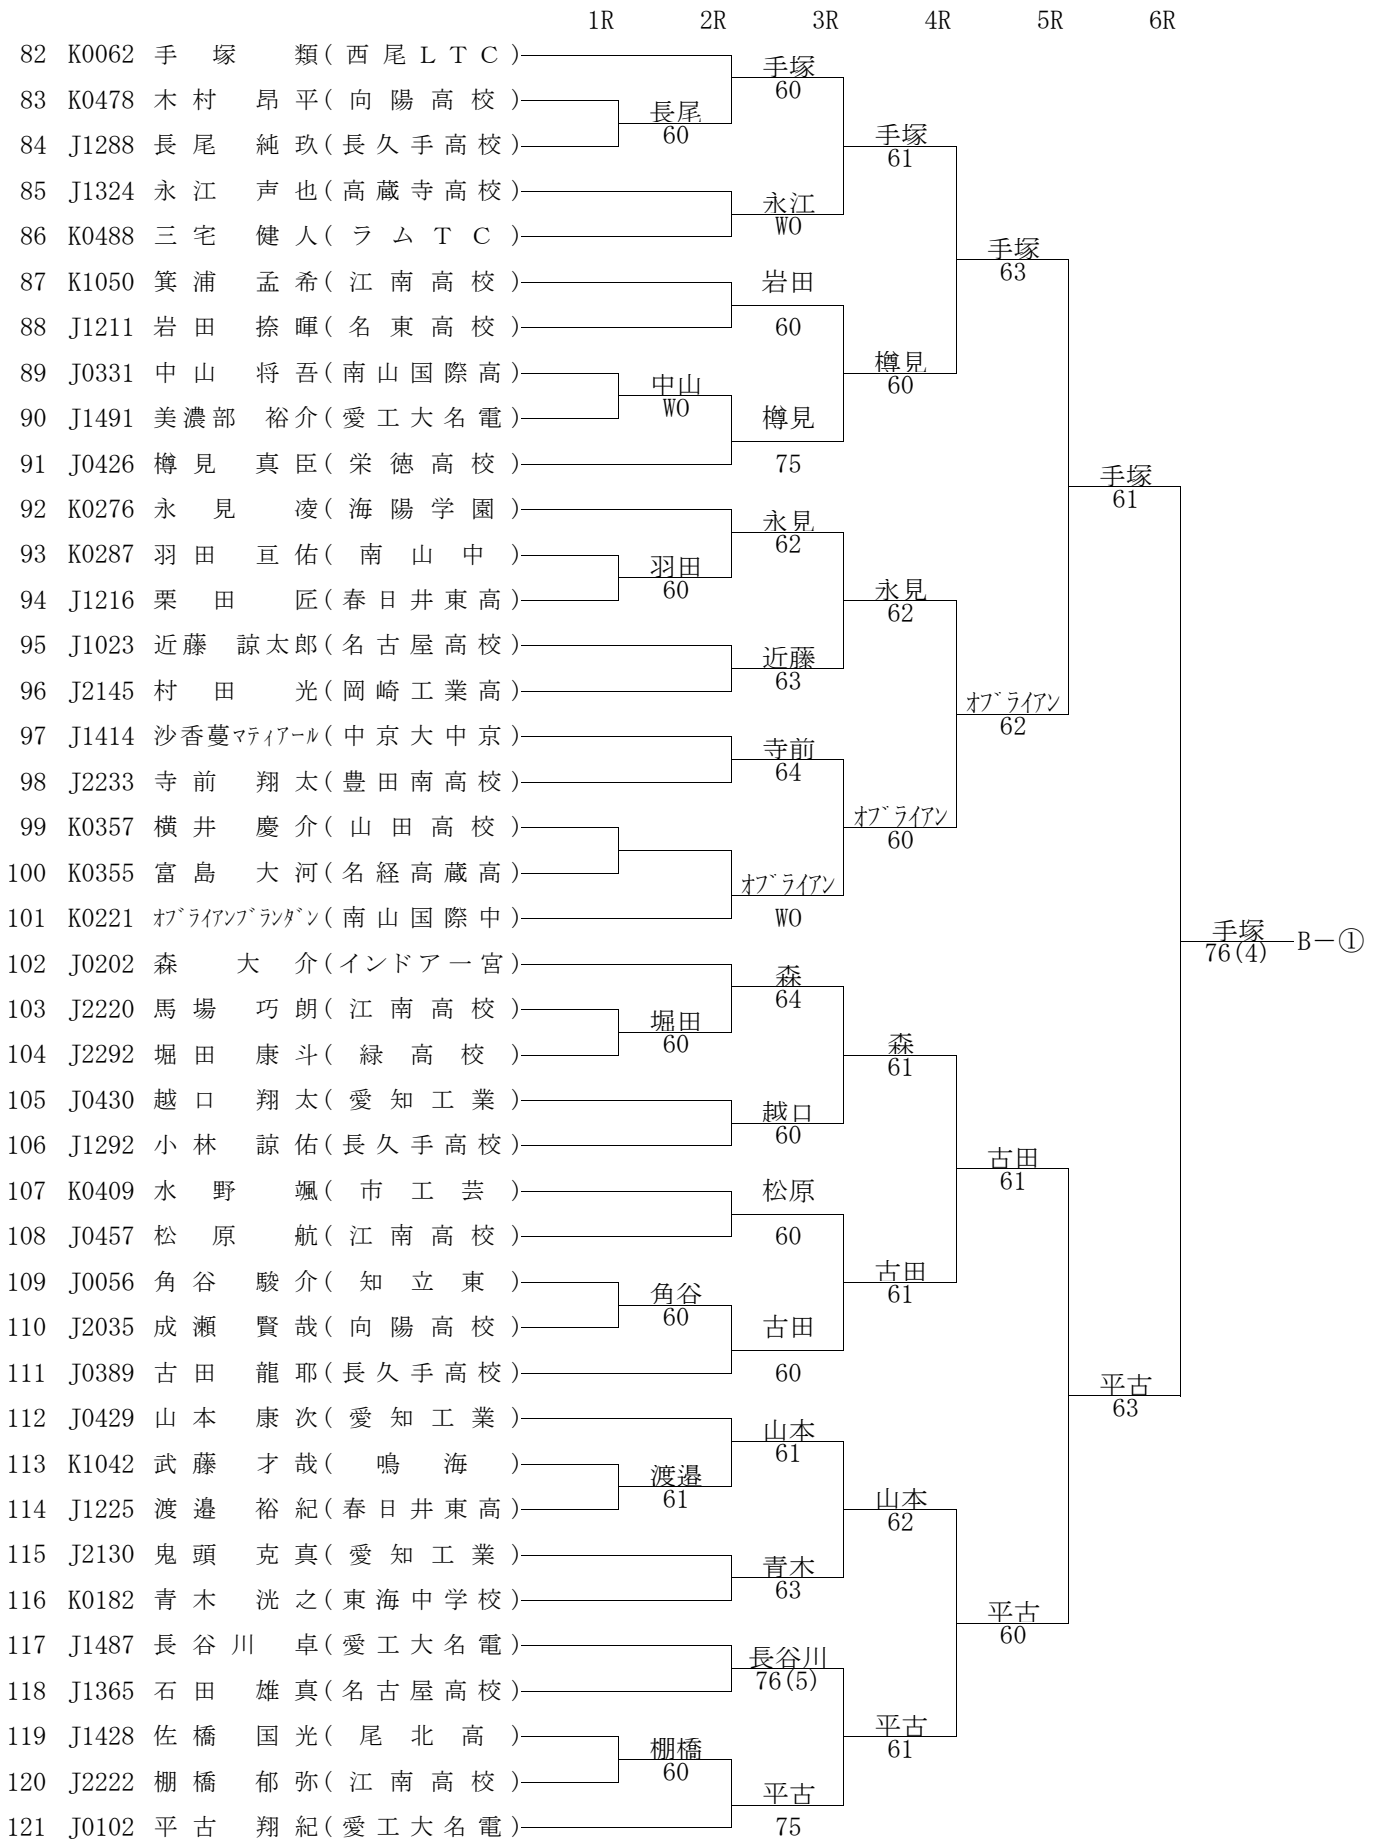 1R 2R 3R 4R 5R 6R
82 K0062 手塚 類(西尾LTC)
手塚
60
83 K0478 木村 昂平(向陽高校)
長尾
60
84 J1288 長尾 純玖(長久手高校)
手塚
61
85 J1324 永江 声也(高蔵寺高校)
永江
WO
86 K0488 三宅 健人(ラムTC)
手塚
63
87 K1050 箕浦 孟希(江南高校)
岩田
88 J1211 岩田 捺暉(名東高校)
60
89 J0331 中山 将吾(南山国際高)
樽見
60
中山
WO
90 J1491 美濃部 裕介(愛工大名電)
樽見
91 J0426 樽見 真臣(栄徳高校)
75
手塚
61
92 K0276 永見 凌(海陽学園)
永見
62
93 K0287 羽田 亘佑(南山中)
羽田
60
94 J1216 栗田 匠(春日井東高)
永見
62
95 J1023 近藤 諒太郎(名古屋高校)
近藤
63
96 J2145 村田 光(岡崎工業高)
オブライアン
62
97 J1414 沙香蔓マティアール(中京大中京)
寺前
64
98 J2233 寺前 翔太(豊田南高校)
99 K0357 横井 慶介(山田高校)
オブライアン
60
100 K0355 富島 大河(名経高蔵高)
オブライアン
101 K0221 オブライアンブランダン(南山国際中)
WO
手塚
76(4)
B－①
102 J0202 森 大介(インドア一宮)
森
64
103 J2220 馬場 巧朗(江南高校)
堀田
60
104 J2292 堀田 康斗(緑高校)
森
61
105 J0430 越口 翔太(愛知工業)
越口
60
106 J1292 小林 諒佑(長久手高校)
古田
61
107 K0409 水野 颯(市工芸)
松原
108 J0457 松原 航(江南高校)
60
109 J0056 角谷 駿介(知立東)
古田
61
角谷
60
110 J2035 成瀬 賢哉(向陽高校)
古田
111 J0389 古田 龍耶(長久手高校)
60
平古
63
112 J0429 山本 康次(愛知工業)
山本
61
113 K1042 武藤 才哉(鳴海)
渡邉
61
114 J1225 渡邉 裕紀(春日井東高)
山本
62
115 J2130 鬼頭 克真(愛知工業)
青木
63
116 K0182 青木 洸之(東海中学校)
平古
60
117 J1487 長谷川 卓(愛工大名電)
長谷川
76(5)
118 J1365 石田 雄真(名古屋高校)
119 J1428 佐橋 国光(尾北高)
平古
61
棚橋
60
120 J2222 棚橋 郁弥(江南高校)
平古
121 J0102 平古 翔紀(愛工大名電)
75